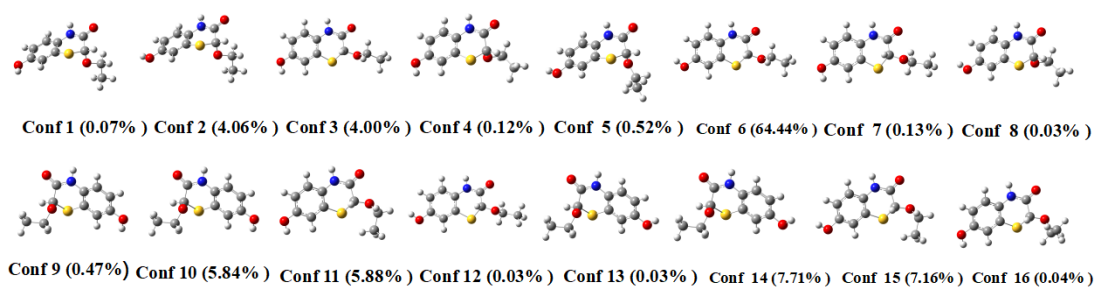 Conf 1 (0.07% ) Conf 2 (4.06% ) Conf 3 (4.00% ) Conf 4 (0.12% ) Conf 5 (0.52% ) Conf 6 (64.44% ) Conf 7 (0.13% ) Conf 8 (0.03% )
Conf 9 (0.47%) Conf 10 (5.84% ) Conf 11 (5.88% ) Conf 12 (0.03% ) Conf 13 (0.03% ) Conf 14 (7.71% ) Conf 15 (7.16% ) Conf 16 (0.04% )